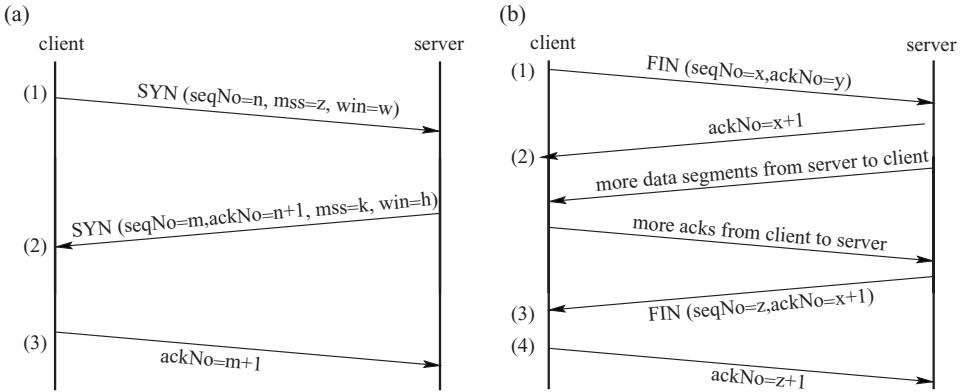 (a)
client server
(1)
SYN (seqNo=n, mss=z, win=w)
SYN (seqNo=m,ackNo=n+1, mss=k, win=h)
(2)
(3)
ackNo=m+1
(b)
client server
(1)
FIN (seqNo=x,ackNo=y)
ackNo=x+1
(2)
more data segments from server to client
more acks from client to server
(3)
FIN (seqNo=z,ackNo=x+1)
(4)
ackNo=z+1